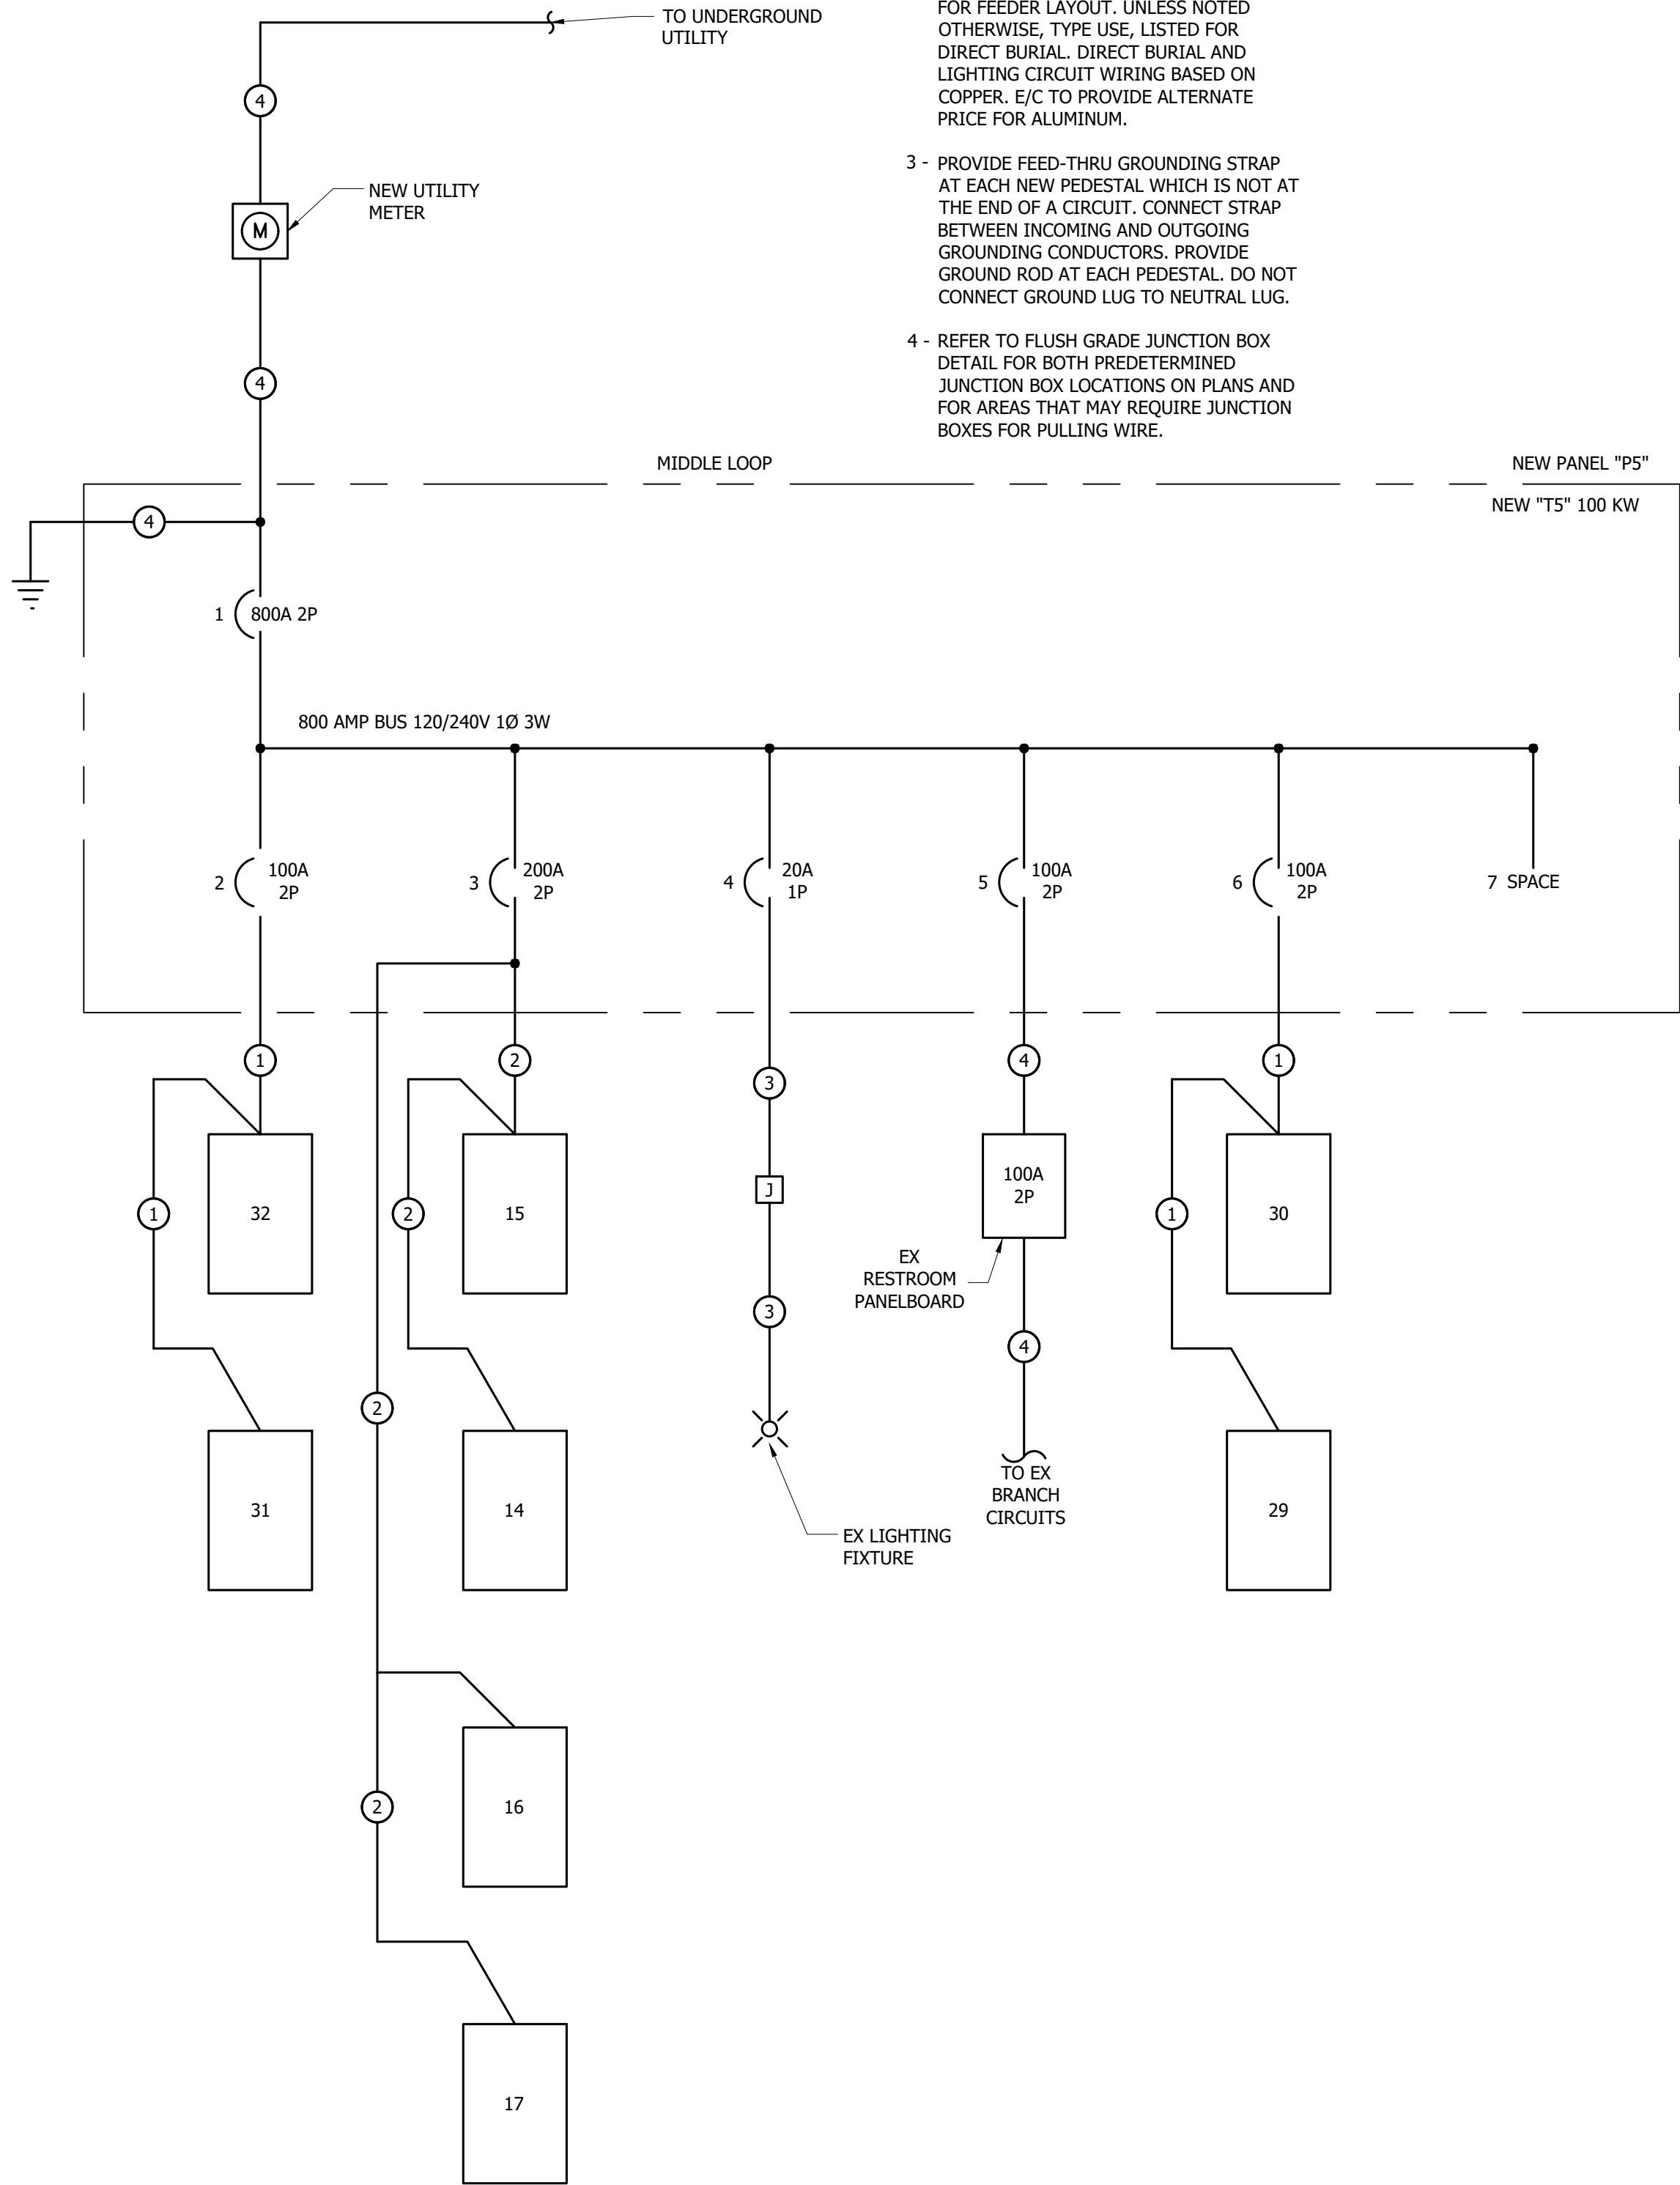 TO UNDERGROUND
UTILITY
FOR FEEDER LAYOUT. UNLESS NOTED
OTHERWISE, TYPE USE, LISTED FOR
DIRECT BURIAL. DIRECT BURIAL AND
LIGHTING CIRCUIT WIRING BASED ON
COPPER. E/C TO PROVIDE ALTERNATE
PRICE FOR ALUMINUM.
3 - PROVIDE FEED-THRU GROUNDING STRAP
AT EACH NEW PEDESTAL WHICH IS NOT AT
THE END OF A CIRCUIT. CONNECT STRAP
BETWEEN INCOMING AND OUTGOING
GROUNDING CONDUCTORS. PROVIDE
GROUND ROD AT EACH PEDESTAL. DO NOT
CONNECT GROUND LUG TO NEUTRAL LUG.
4 - REFER TO FLUSH GRADE JUNCTION BOX
DETAIL FOR BOTH PREDETERMINED
JUNCTION BOX LOCATIONS ON PLANS AND
FOR AREAS THAT MAY REQUIRE JUNCTION
BOXES FOR PULLING WIRE.
4
NEW UTILITY
METER
M
4
MIDDLE LOOP
NEW PANEL "P5"
NEW "T5" 100 KW
4
1 800A 2P
800 AMP BUS 120/240V 1Ø 3W
2 100A
2P
3 200A
2P
4 20A
1P
5 100A
2P
6 100A
2P
7 SPACE
1
2
3
4
1
1
32
2
15
J
100A
2P
1
30
EX
RESTROOM
PANELBOARD
3
4
2
31
14
TO EX
BRANCH
CIRCUITS
29
EX LIGHTING
FIXTURE
2
16
17